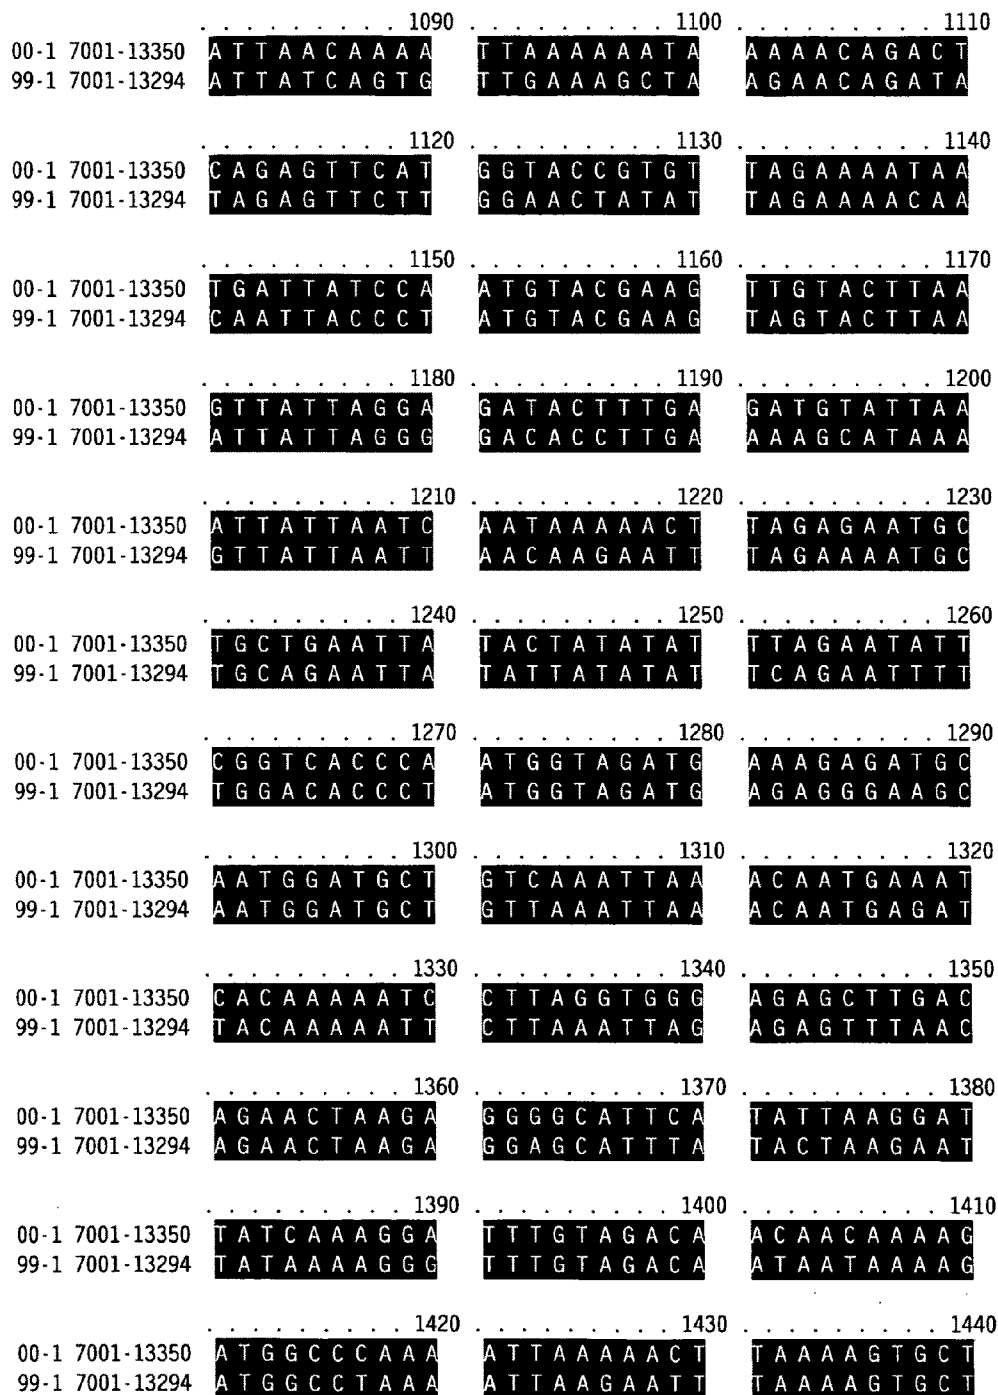 . . . . . . . . . 1090 . . . . . . . . . 1100 . . . . . . . . . 1110
00-1 7001-13350 ATTAACAAAA TTAAAAAATA AAAACAGACT
99-1 7001-13294 ATTATCAGTG TTGAAAGCTA AGAACAGATA
. . . . . . . . . 1120 . . . . . . . . . 1130 . . . . . . . . . 1140
00-1 7001-13350 CAGAGTTCAT GGTACCGTGT TAGAAAATAA
99-1 7001-13294 TAGAGTTCTT GGAACTATAT TAGAAAACAA
. . . . . . . . . 1150 . . . . . . . . . 1160 . . . . . . . . . 1170
00-1 7001-13350 TGATTATCCA ATGTACGAAG TTGTACTTAA
99-1 7001-13294 CAATTACCCT ATGTACGAAG TAGTACTTAA
. . . . . . . . . 1180 . . . . . . . . . 1190 . . . . . . . . . 1200
00-1 7001-13350 GTTATTAGGA GATACTTTGA GATGTATTAA
99-1 7001-13294 ATTATTAGGG GACACCTTGA AAAGCATAAA
. . . . . . . . . 1210 . . . . . . . . . 1220 . . . . . . . . . 1230
00-1 7001-13350 ATTATTAATC AATAAAAACT TAGAGAATGC
99-1 7001-13294 GTTATTAATT AACAAGAATT TAGAAAATGC
. . . . . . . . . 1240 . . . . . . . . . 1250 . . . . . . . . . 1260
00-1 7001-13350 TGCTGAATTA TACTATATAT TTAGAATATT
99-1 7001-13294 TGCAGAATTA TATTATATAT TCAGAATTTT
. . . . . . . . . 1270 . . . . . . . . . 1280 . . . . . . . . . 1290
00-1 7001-13350 CGGTCACCCA ATGGTAGATG AAAGAGATGC
99-1 7001-13294 TGGACACCCT ATGGTAGATG AGAGGGAAGC
. . . . . . . . . 1300 . . . . . . . . . 1310 . . . . . . . . . 1320
00-1 7001-13350 AATGGATGCT GTCAAATTAA ACAATGAAAT
99-1 7001-13294 AATGGATGCT GTTAAATTAA ACAATGAGAT
. . . . . . . . . 1330 . . . . . . . . . 1340 . . . . . . . . . 1350
00-1 7001-13350 CACAAAAATC CTTAGGTGGG AGAGCTTGAC
99-1 7001-13294 TACAAAAATT CTTAAATTAG AGAGTTTAAC
. . . . . . . . . 1360 . . . . . . . . . 1370 . . . . . . . . . 1380
00-1 7001-13350 AGAACTAAGA GGGGCATTCA TATTAAGGAT
99-1 7001-13294 AGAACTAAGA GGAGCATTTA TACTAAGAAT
. . . . . . . . . 1390 . . . . . . . . . 1400 . . . . . . . . . 1410
00-1 7001-13350 TATCAAAGGA TTTGTAGACA ACAACAAAAG
99-1 7001-13294 TATAAAAGGG TTTGTAGACA ATAATAAAAG
. . . . . . . . . 1420 . . . . . . . . . 1430 . . . . . . . . . 1440
00-1 7001-13350 ATGGCCCAAA ATTAAAAACT TAAAAGTGCT
99-1 7001-13294 ATGGCCTAAA ATTAAGAATT TAAAAGTGCT